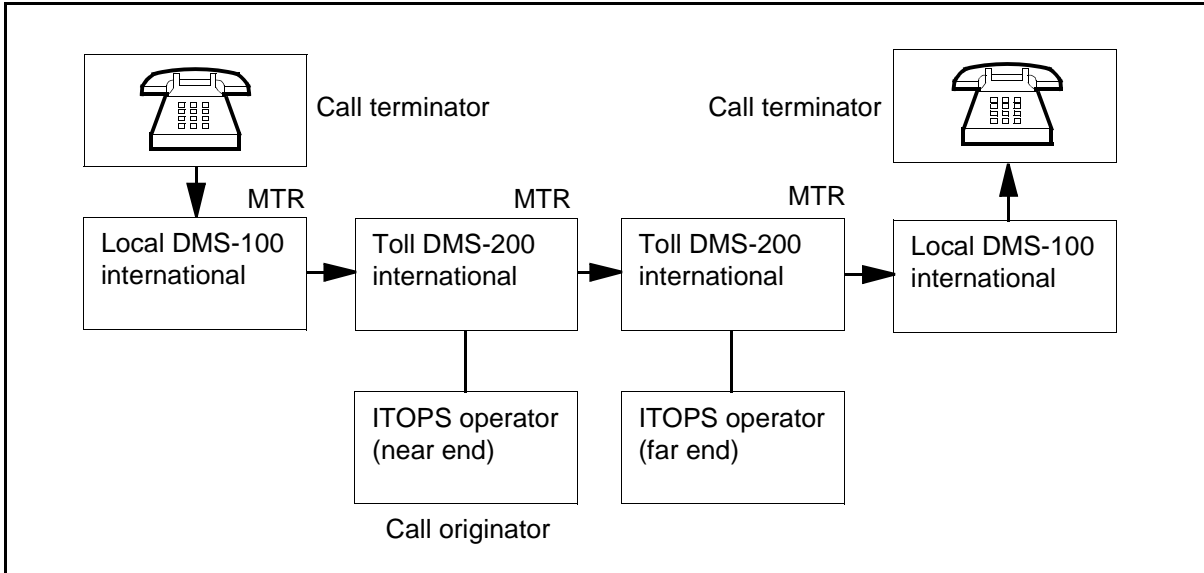 Call terminator
Call terminator
MTR
MTR
MTR
Local DMS-100
international
Toll DMS-200
international
Toll DMS-200
international
Local DMS-100
international
ITOPS operator
(near end)
ITOPS operator
(far end)
Call originator